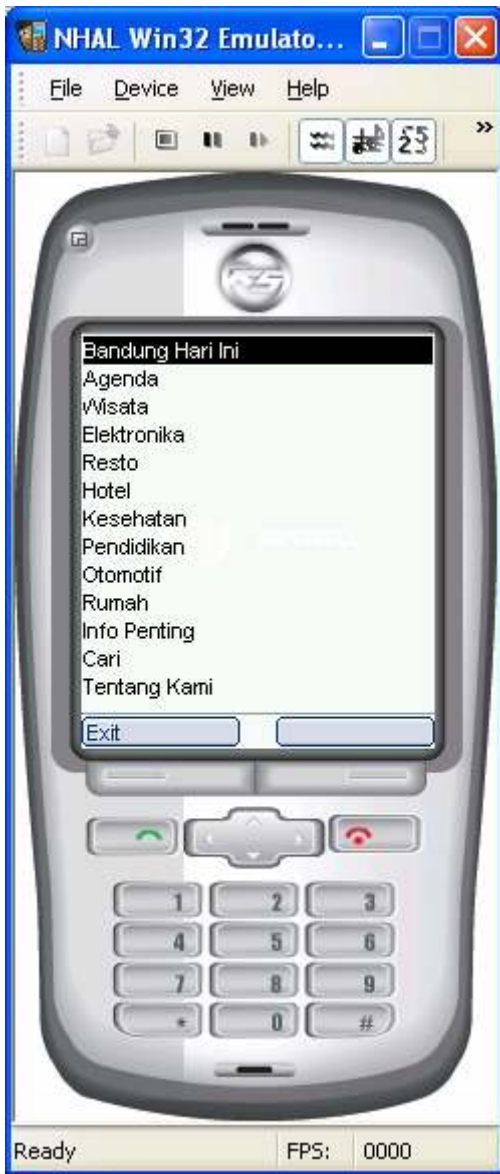 NHAL Win32 Emulato...
File Device View Help
Bandung Hari Ini
Agenda
Wisata
Elektronika
Resto
Hotel
Kesehatan
Pendidikan
Otomotif
Rumah
Info Penting
Cari
Tentang Kami
Exit
1 2 3
4 5 6
7 8 9
* 0 #
Ready FPS: 0000